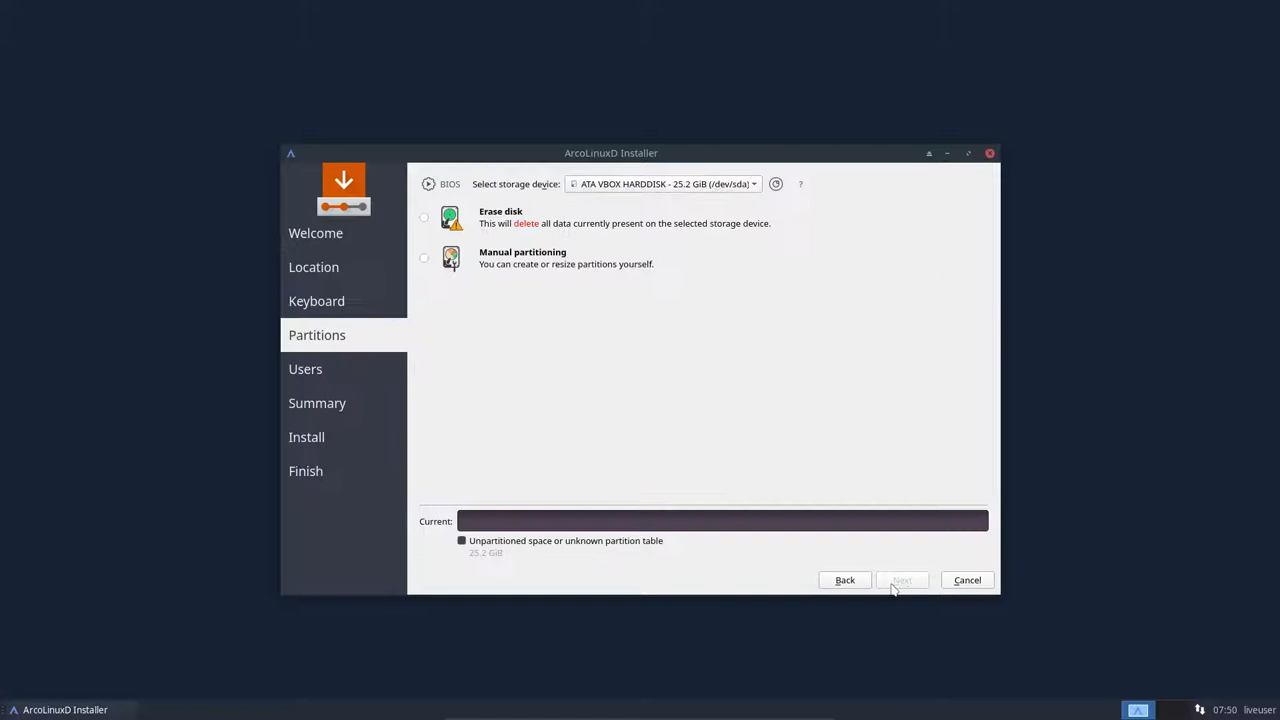 ArcoLinuxD Installer
BIOS
Select storage device:
ATA VBOX HARDDISK - 25.2 GiB (/dev/sda)
?
Welcome
Location
Keyboard
Partitions
Users
Summary
Install
Finish
Erase disk
This will delete all data currently present on the selected storage device.
Manual partitioning
You can create or resize partitions yourself.
Current:
Unpartitioned space or unknown partition table
25.2 GiB
Back
Next
Cancel
ArcoLinuxD Installer
07:50
liveuser